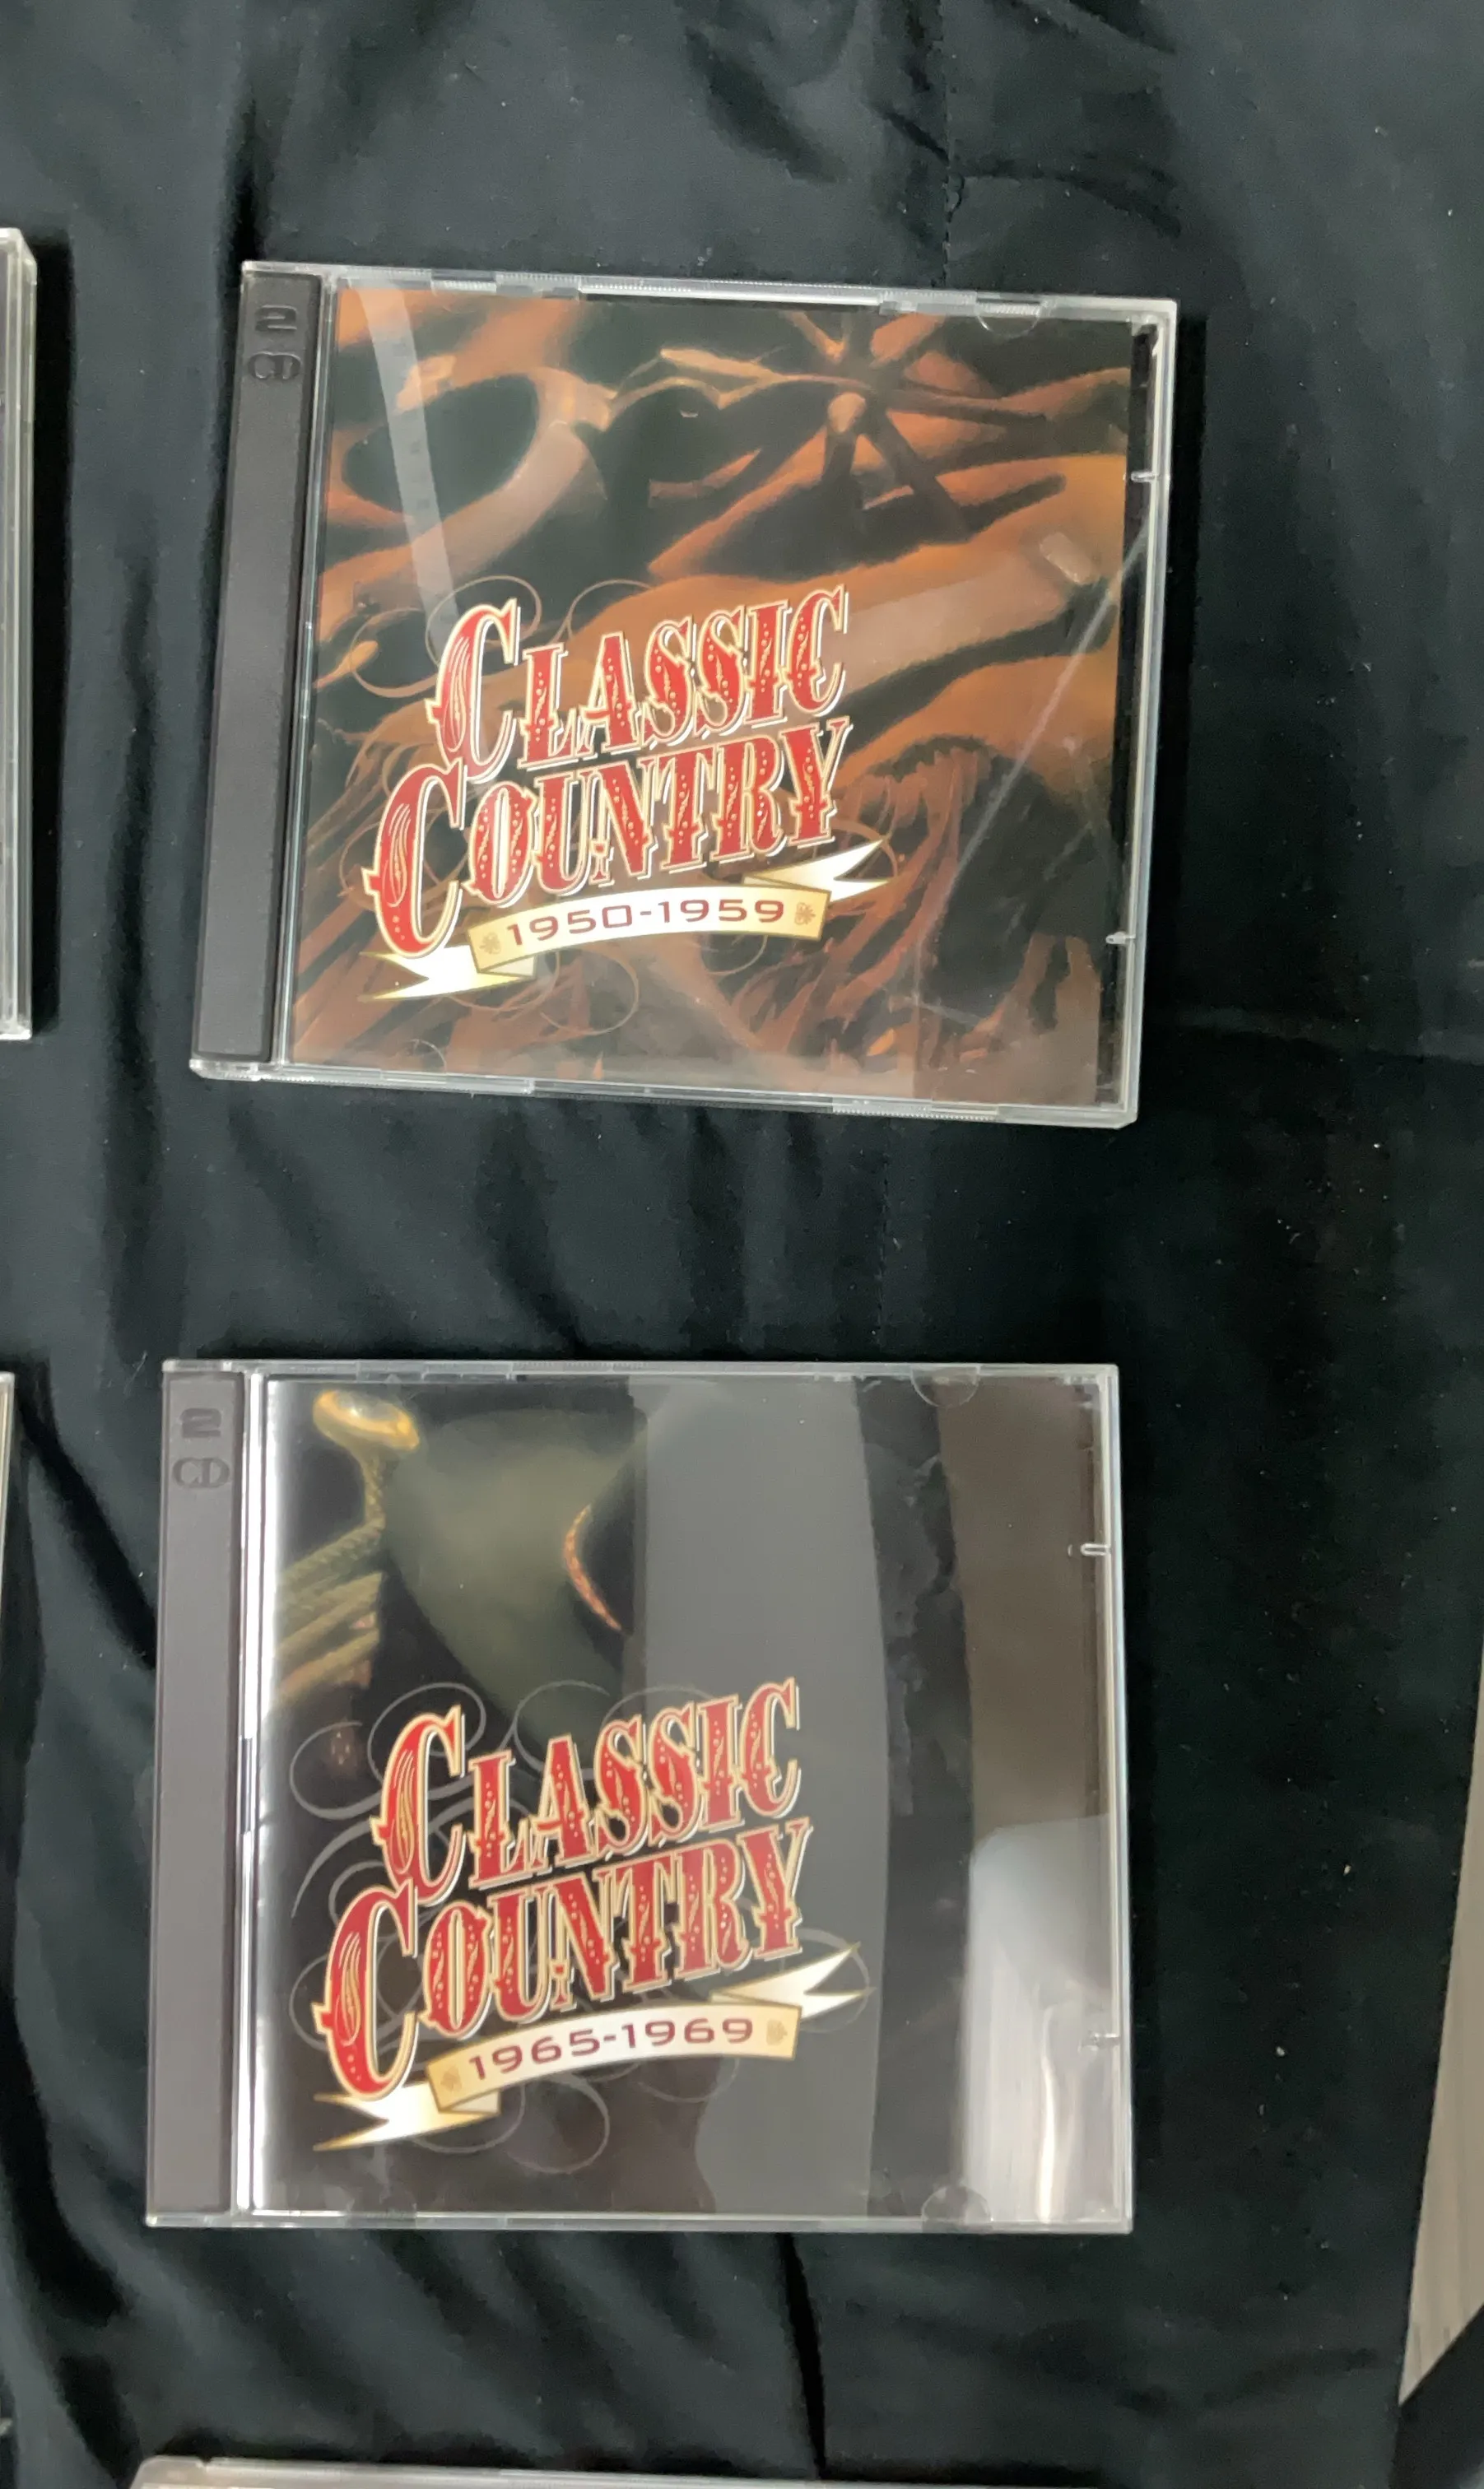 2
CD
CLASSIC
COUNTRY
1950-1959
2
CD
CLASSIC
COUNTRY
1965-1969